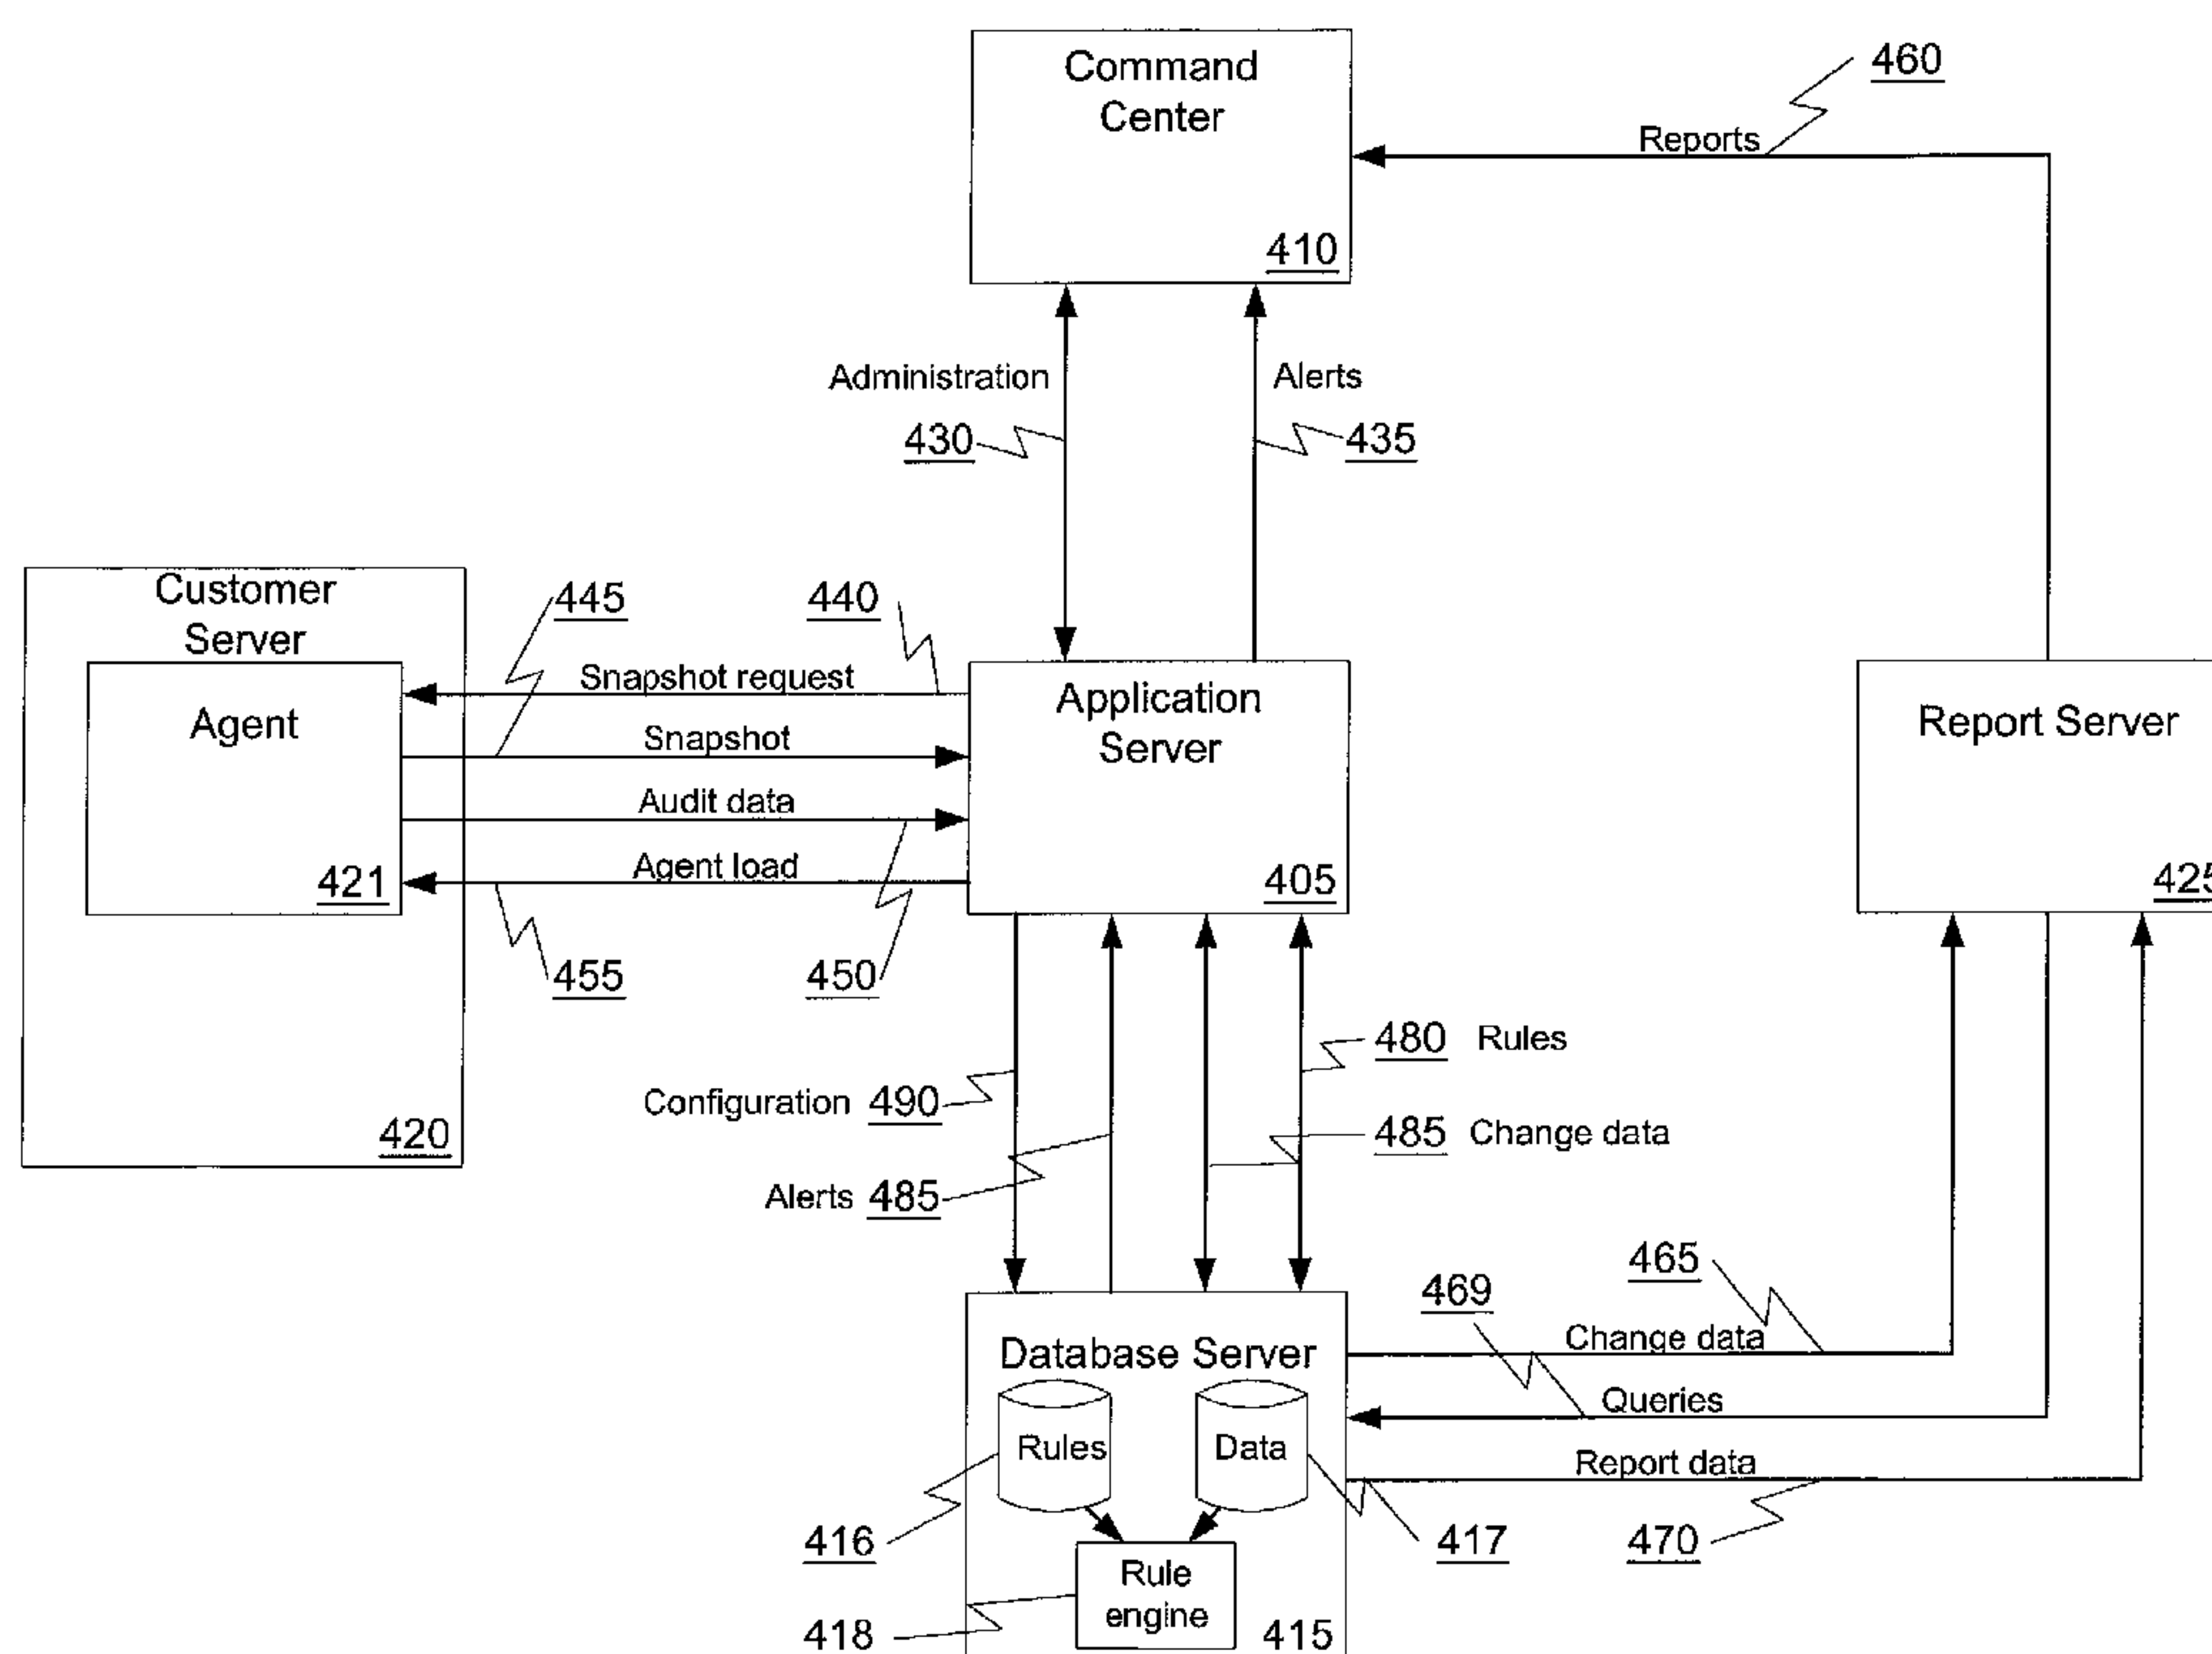 Command
Center
410
460
Reports
Administration
430
Alerts
435
Customer
Server
445
440
Agent
421
420
Snapshot request
Snapshot
Audit data
Agent load
455
450
Application
Server
405
Report Server
425
480 Rules
Configuration 490
485 Change data
Alerts 485
465
469
Database Server
Change data
Queries
Report data
Rules
Data
416
417
470
Rule
engine
418
415